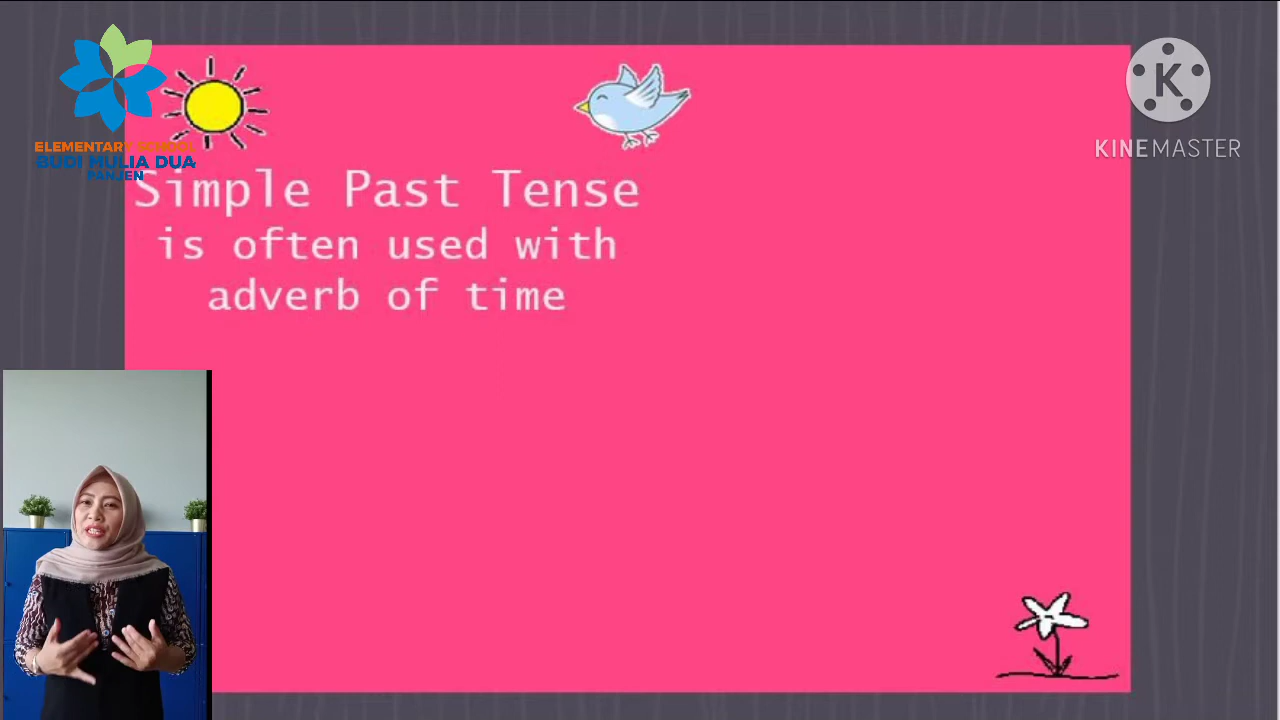 ELEMENTARY SCHOOL
BUDI MULIA DUA
PANJEN
Simple Past Tense
is often used with
adverb of time
K
KINEMASTER